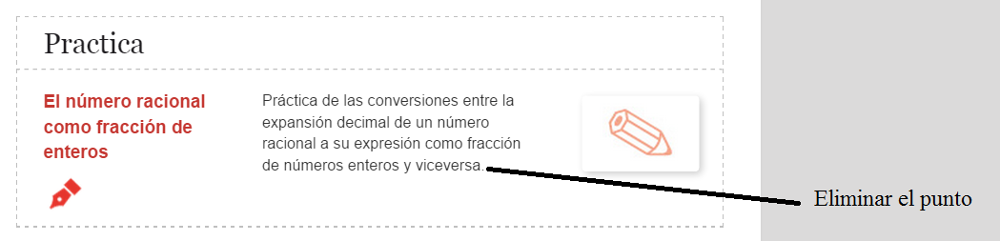 Practica
El número racional
como fracción de
enteros
Práctica de las conversiones entre la
expansión decimal de un número
racional a su expresión como fracción
de números enteros y viceversa.
Eliminar el punto